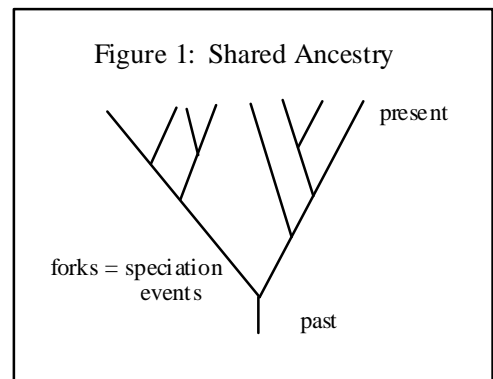 Figure 1: Shared Ancestry
present
forks = speciation
events
past